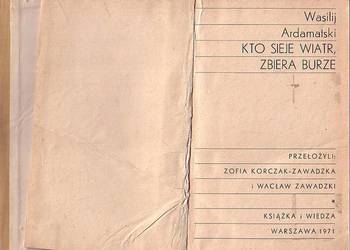 Wasilij
Ardamatski
KTO SIEJE WIATR,
ZBIERA BURZE
PRZEŁOŻYLI:
ZOFIA KORCZAK-ZAWADZKA
I WACŁAW ZAWADZKI
•
KSIĄŻKA I WIEDZA
WARSZAWA 1971